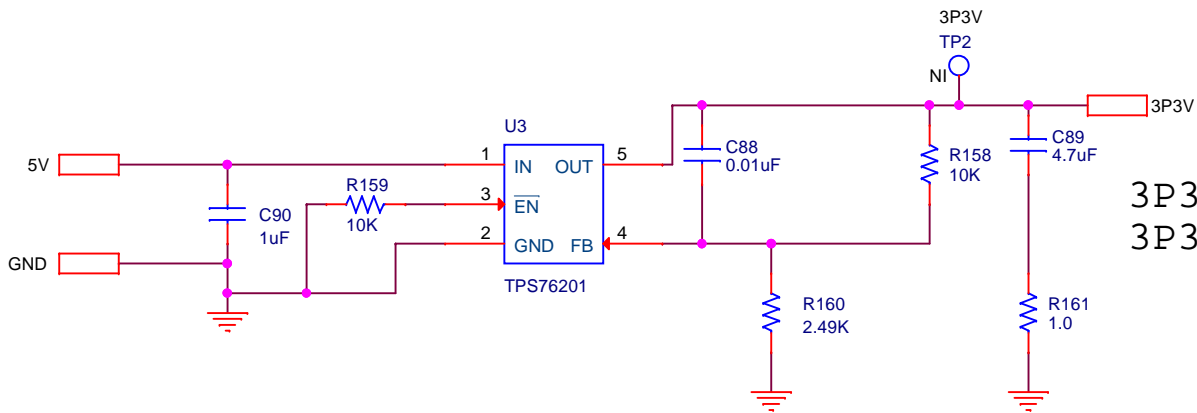 3P3V
TP2
NI
3P3V
U3
5V
1
IN
OUT
5
C88
0.01uF
R158
10K
C89
4.7uF
R159
10K
3
EN
C90
1uF
2
GND
FB
4
GND
TPS76201
R160
2.49K
R161
1.0
3P3
3P3